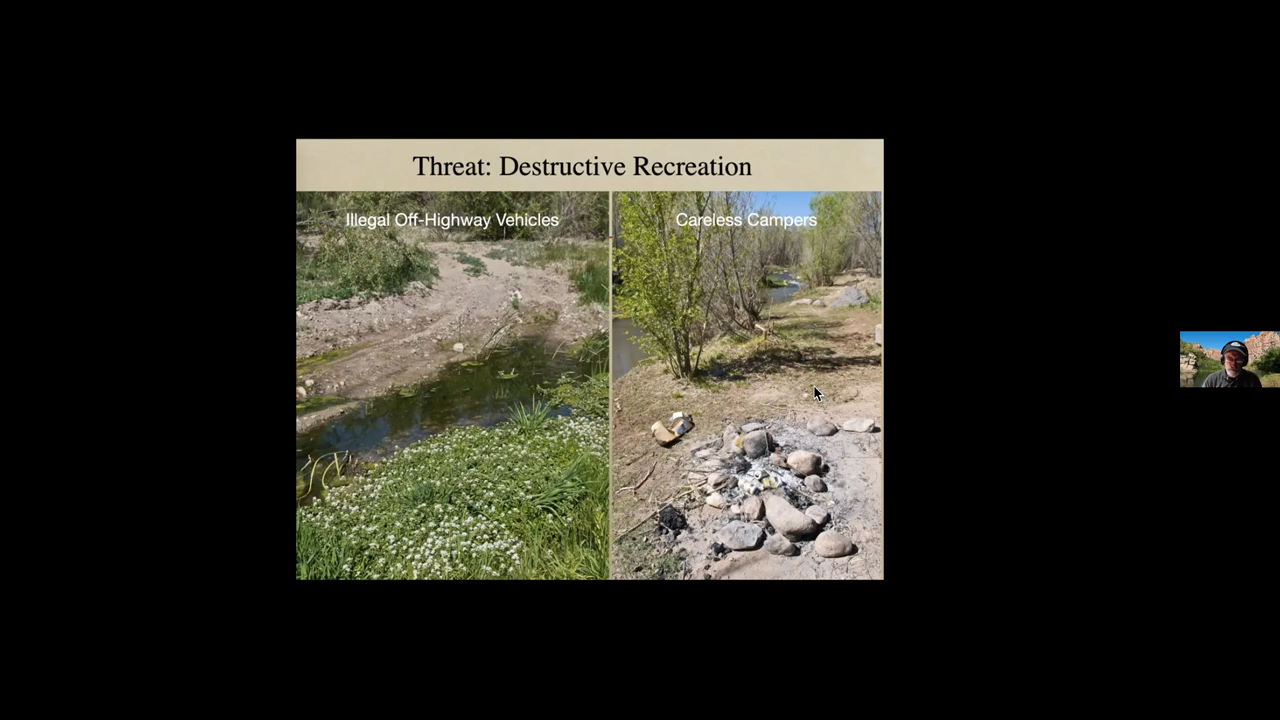 Threat: Destructive Recreation
Illegal Off-Highway Vehicles
Careless Campers